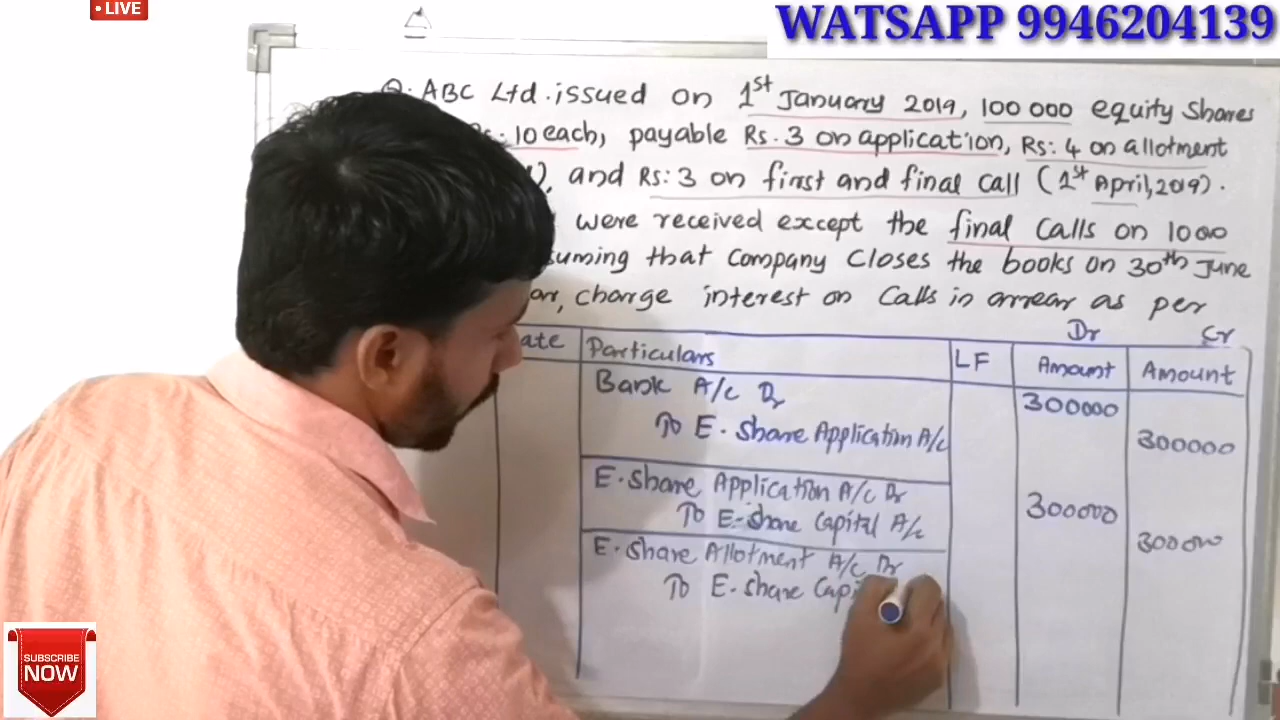 LIVE
WATSAPP 9946204139
Q. ABC Ltd. issued on 1st January 2019, 100 000 equity shares
10 each, payable Rs. 3 on application, Rs: 4 on allotment
and Rs: 3 on first and final call (1st April, 2019).
were received except the final Calls on 1000
suming that Company Closes the books on 30th June
charge interest on Calls in arrear as per
Dr Cr
ate Particulars LF Amount Amount
Bank A/c Dr 300000
To E. Share Application A/c 300000
E. Share Application A/c Dr 300000
To E-Share Capital A/c 300000
E. Share Allotment A/c Dr
To E. Share Capi
SUBSCRIBE
NOW